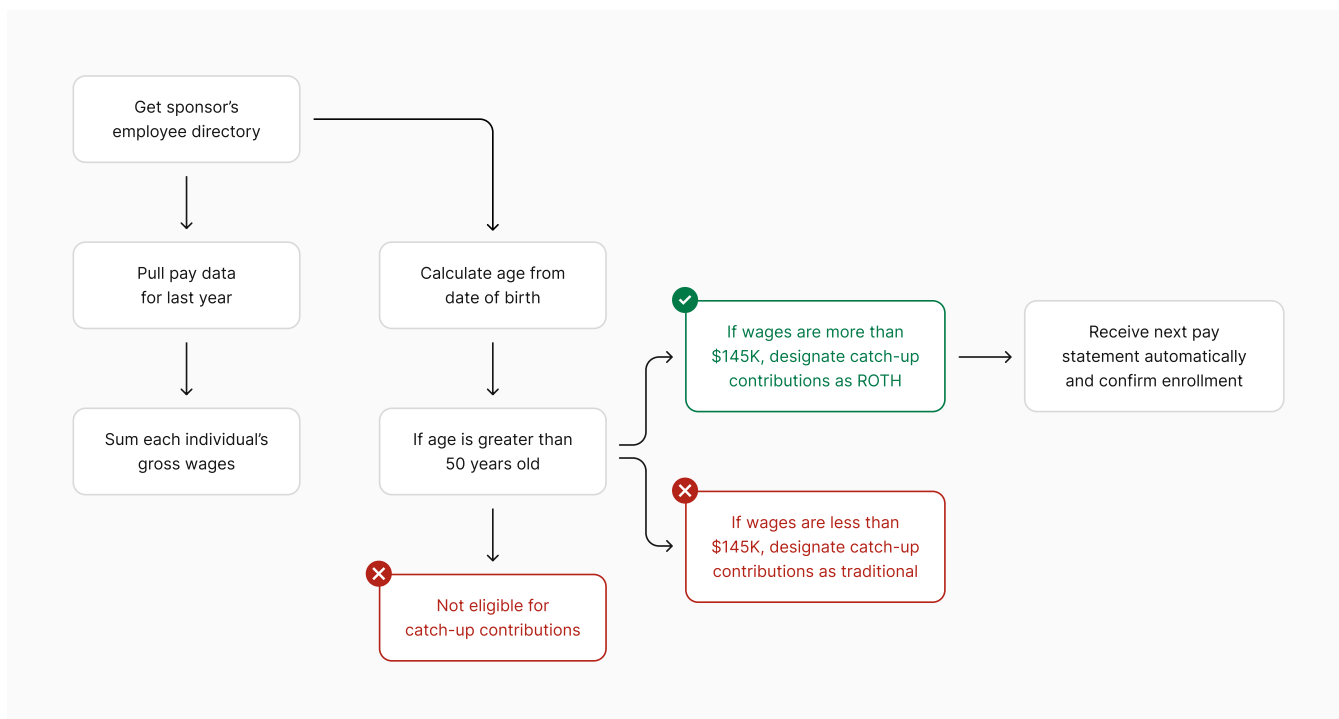 Get sponsor’s
employee directory
Pull pay data
for last year
Sum each individual’s
gross wages
Calculate age from
date of birth
If age is greater than
50 years old
Not eligible for
catch-up contributions
If wages are more than
$145K, designate catch-up
contributions as ROTH
If wages are less than
$145K, designate catch-up
contributions as traditional
Receive next pay
statement automatically
and confirm enrollment